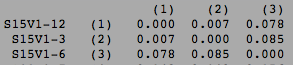 (1) (2) (3)
S15V1-12 (1) 0.000 0.007 0.078
S15V1-3 (2) 0.007 0.000 0.085
S15V1-6 (3) 0.078 0.085 0.000